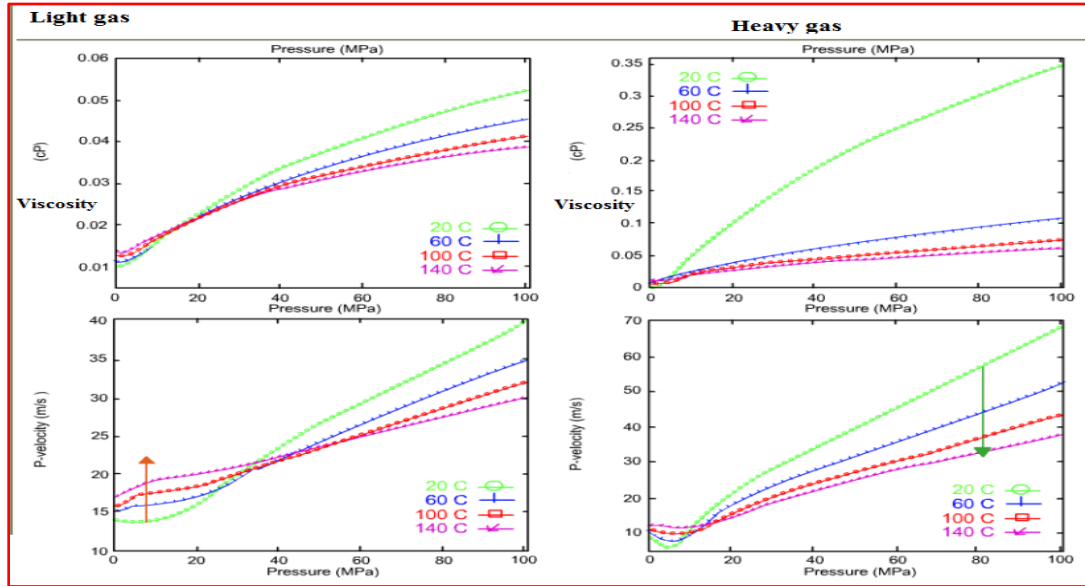 Light gas
Heavy gas
Pressure (MPa)
0.06
0.05
0.04
0.03
0.02
0.01
(cP)
Viscosity
20 C
60 C
100 C
140 C
0 20 40 60 80 100
Pressure (MPa)
Pressure (MPa)
0.35
0.3
0.25
0.2
0.15
0.1
0.05
0
(cP)
Viscosity
20 C
60 C
100 C
140 C
0 20 40 60 80 100
Pressure (MPa)
40
35
30
25
20
15
10
P-velocity (m/s)
20 C
60 C
100 C
140 C
0 20 40 60 80 100
Pressure (MPa)
70
60
50
40
30
20
10
P-velocity (m/s)
20 C
60 C
100 C
140 C
0 20 40 60 80 100
Pressure (MPa)